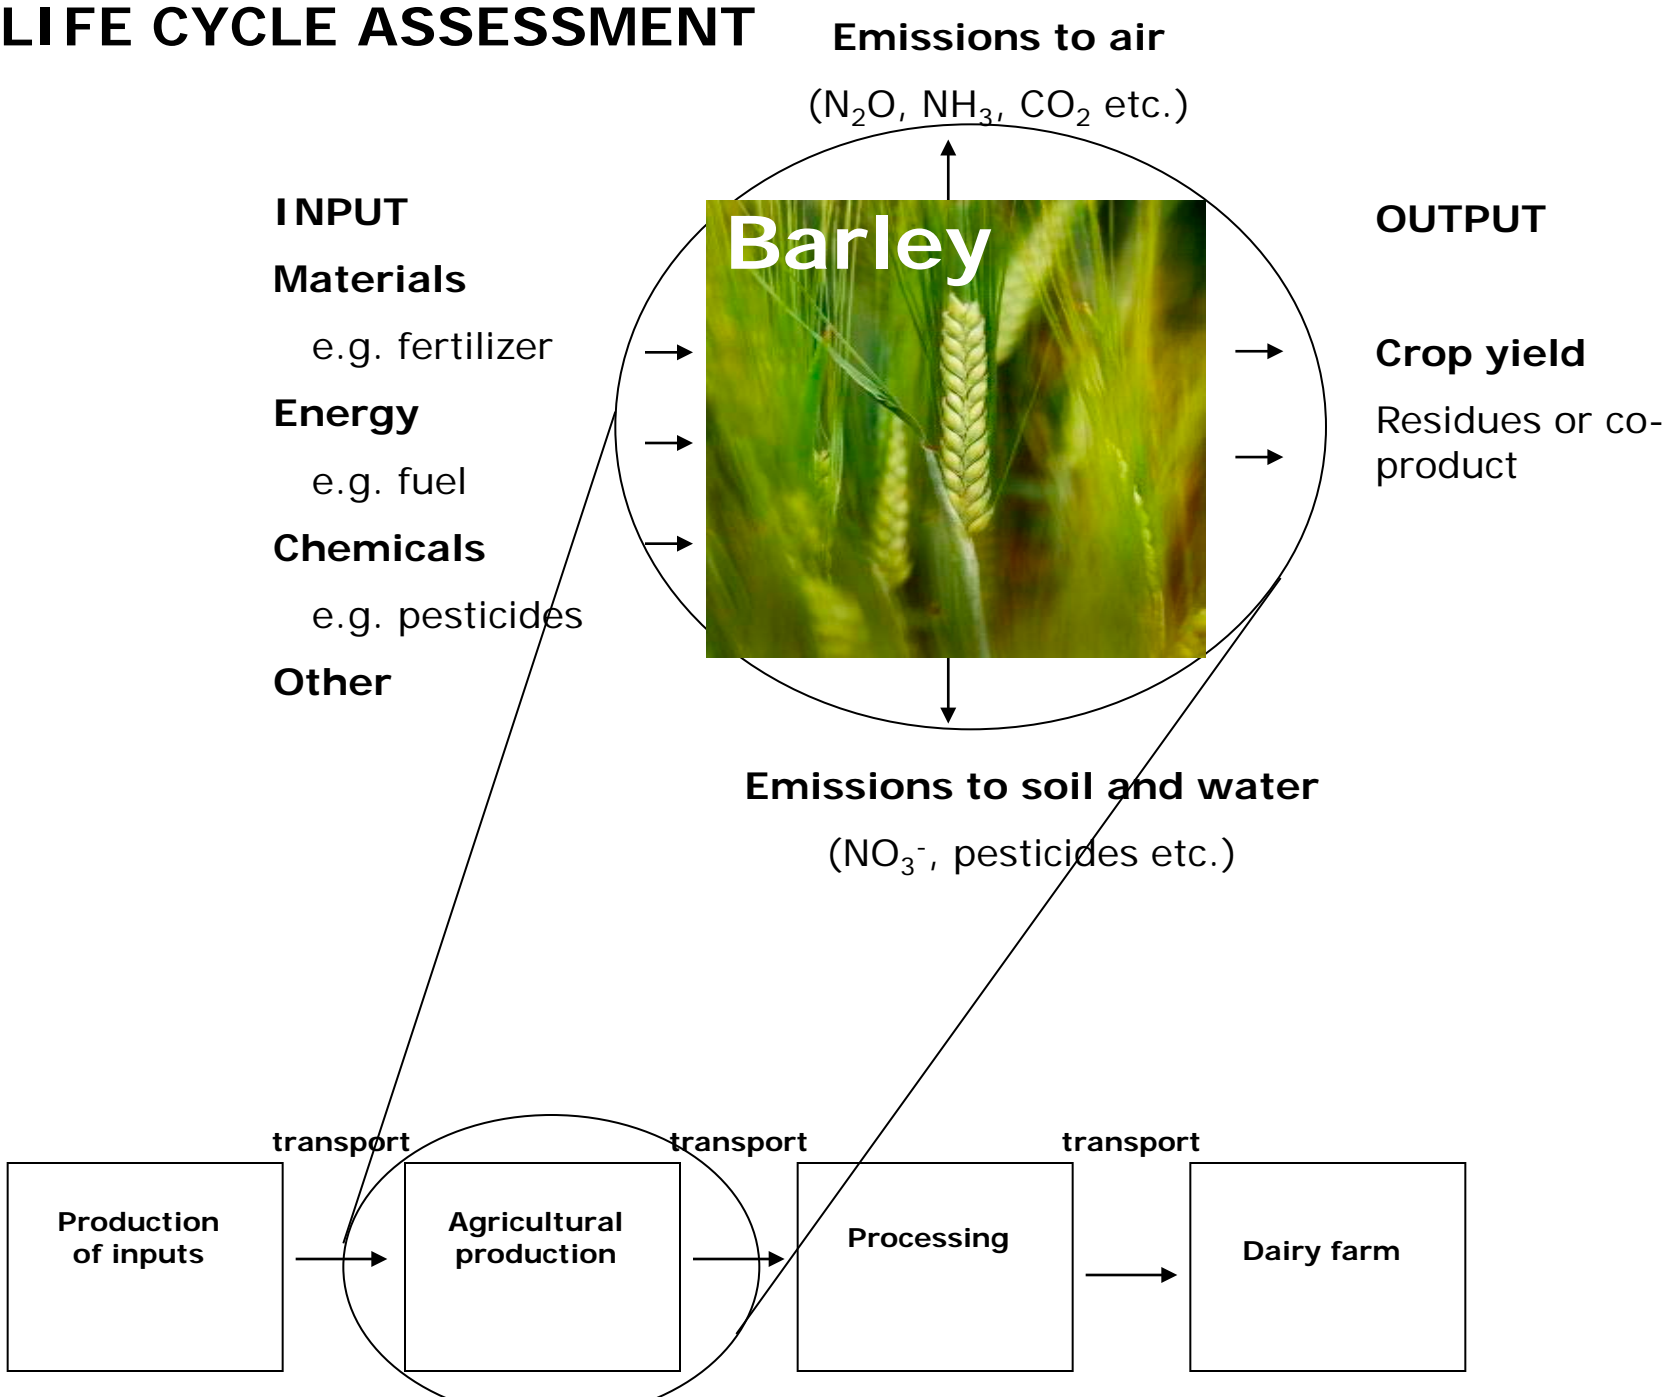 LIFE CYCLE ASSESSMENT
Emissions to air
(N₂O, NH₃, CO₂ etc.)
INPUT
Materials
e.g. fertilizer
Energy
e.g. fuel
Chemicals
e.g. pesticides
Other
Barley
OUTPUT
Crop yield
Residues or co-
product
Emissions to soil and water
(NO₃⁻, pesticides etc.)
transport
transport
transport
Production
of inputs
Agricultural
production
Processing
Dairy farm